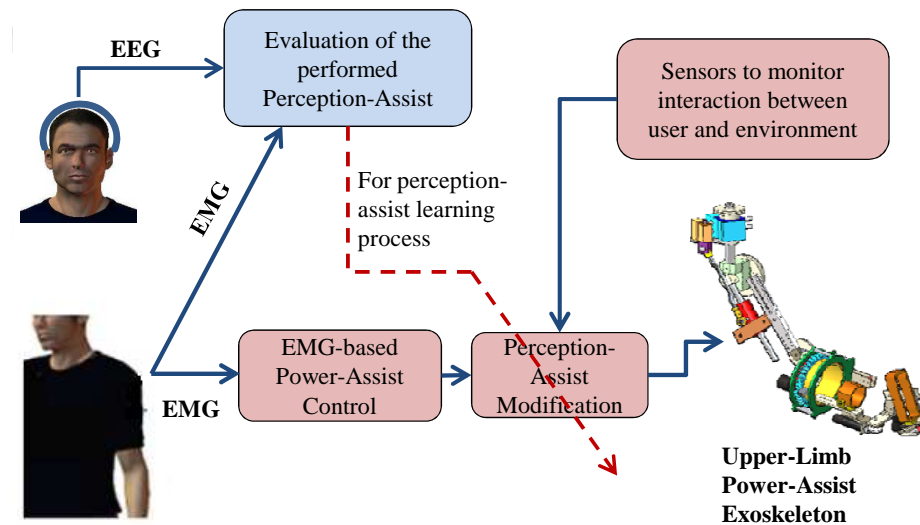 EEG
Evaluation of the
performed
Perception-Assist
Sensors to monitor
interaction between
user and environment
EMG
For perception-
assist learning
process
EMG
EMG-based
Power-Assist
Control
Perception-
Assist
Modification
Upper-Limb
Power-Assist
Exoskeleton